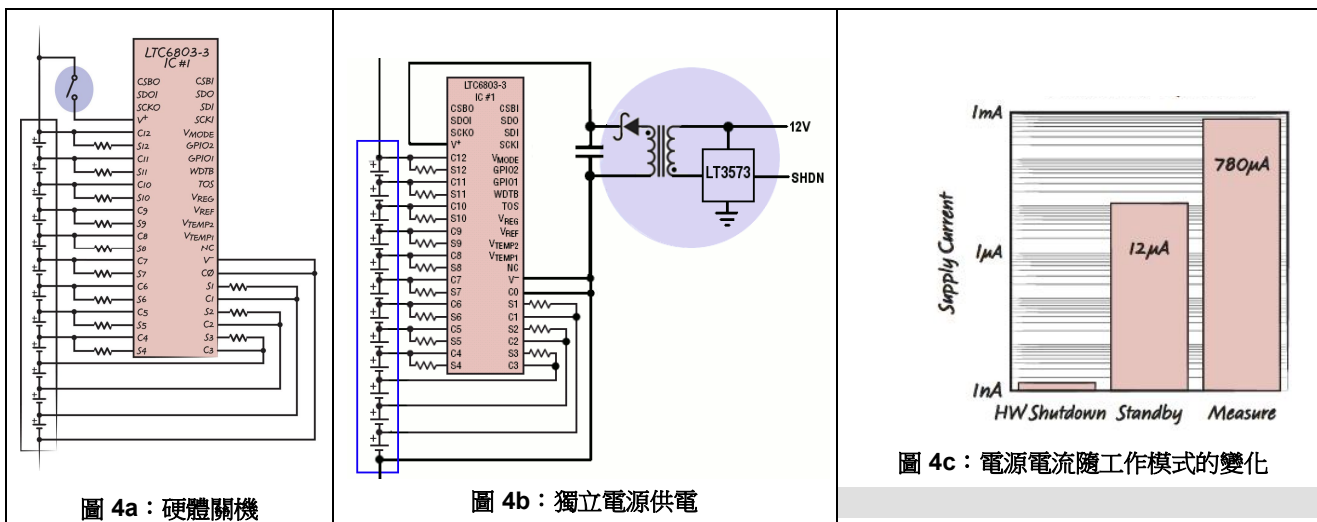 LTC6803-3
IC #1
CSBO CSBI
SDOI SDO
SCKO SDI
V+ SCKI
C12 VMODE
S12 GPIO2
C11 GPIO1
S11 WDTB
C10 TOS
S10 VREG
C9 VREF
S9 VTEMP2
C8 VTEMP1
S8 NC
C7 V−
S7 C0
C6 S1
S6 C1
C5 S2
S5 C2
C4 S3
S4 C3
圖 4a：硬體關機
LTC6803-3
IC #1
CSBO CSBI
SDOI SDO
SCKO SDI
V+ SCKI
C12 VMODE
S12 GPIO2
C11 GPIO1
S11 WDTB
C10 TOS
S10 VREG
C9 VREF
S9 VTEMP2
C8 VTEMP1
S8 NC
C7 V−
S7 C0
C6 S1
S6 C1
C5 S2
S5 C2
C4 S3
S4 C3
12V
LT3573
SHDN
圖 4b：獨立電源供電
Supply Current
1mA
1µA
1nA
780µA
12µA
HW Shutdown Standby Measure
圖 4c：電源電流隨工作模式的變化